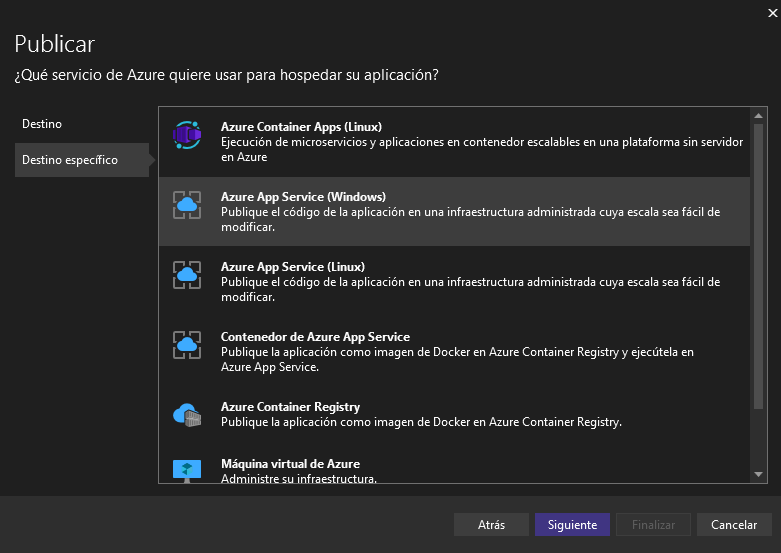 Publicar
¿Qué servicio de Azure quiere usar para hospedar su aplicación?
Destino
Destino específico
Azure Container Apps (Linux)
Ejecución de microservicios y aplicaciones en contenedor escalables en una plataforma sin servidor
en Azure
Azure App Service (Windows)
Publique el código de la aplicación en una infraestructura administrada cuya escala sea fácil de
modificar.
Azure App Service (Linux)
Publique el código de la aplicación en una infraestructura administrada cuya escala sea fácil de
modificar.
Contenedor de Azure App Service
Publique la aplicación como imagen de Docker en Azure Container Registry y ejecútela en
Azure App Service.
Azure Container Registry
Publique la aplicación como imagen de Docker en Azure Container Registry.
Máquina virtual de Azure
Administre su infraestructura.
Atrás
Siguiente
Finalizar
Cancelar